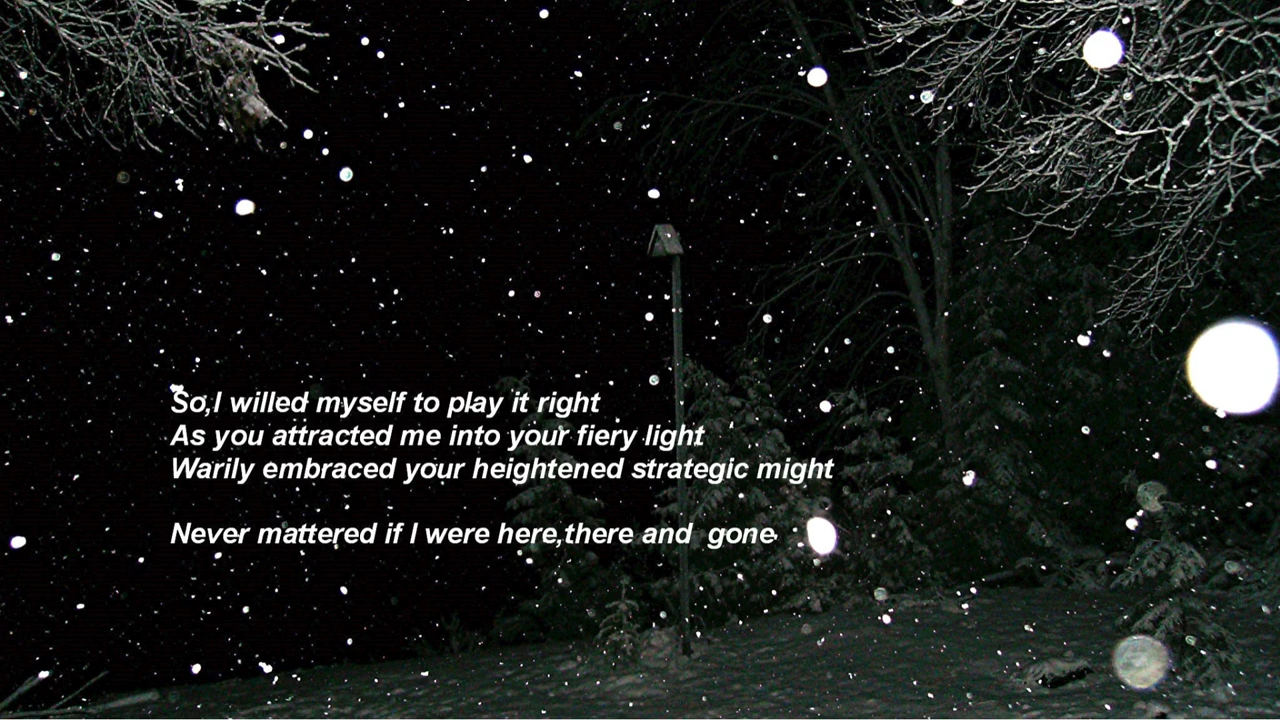 So,I willed myself to play it right
As you attracted me into your fiery light
Warily embraced your heightened strategic might
Never mattered if I were here,there and  gone